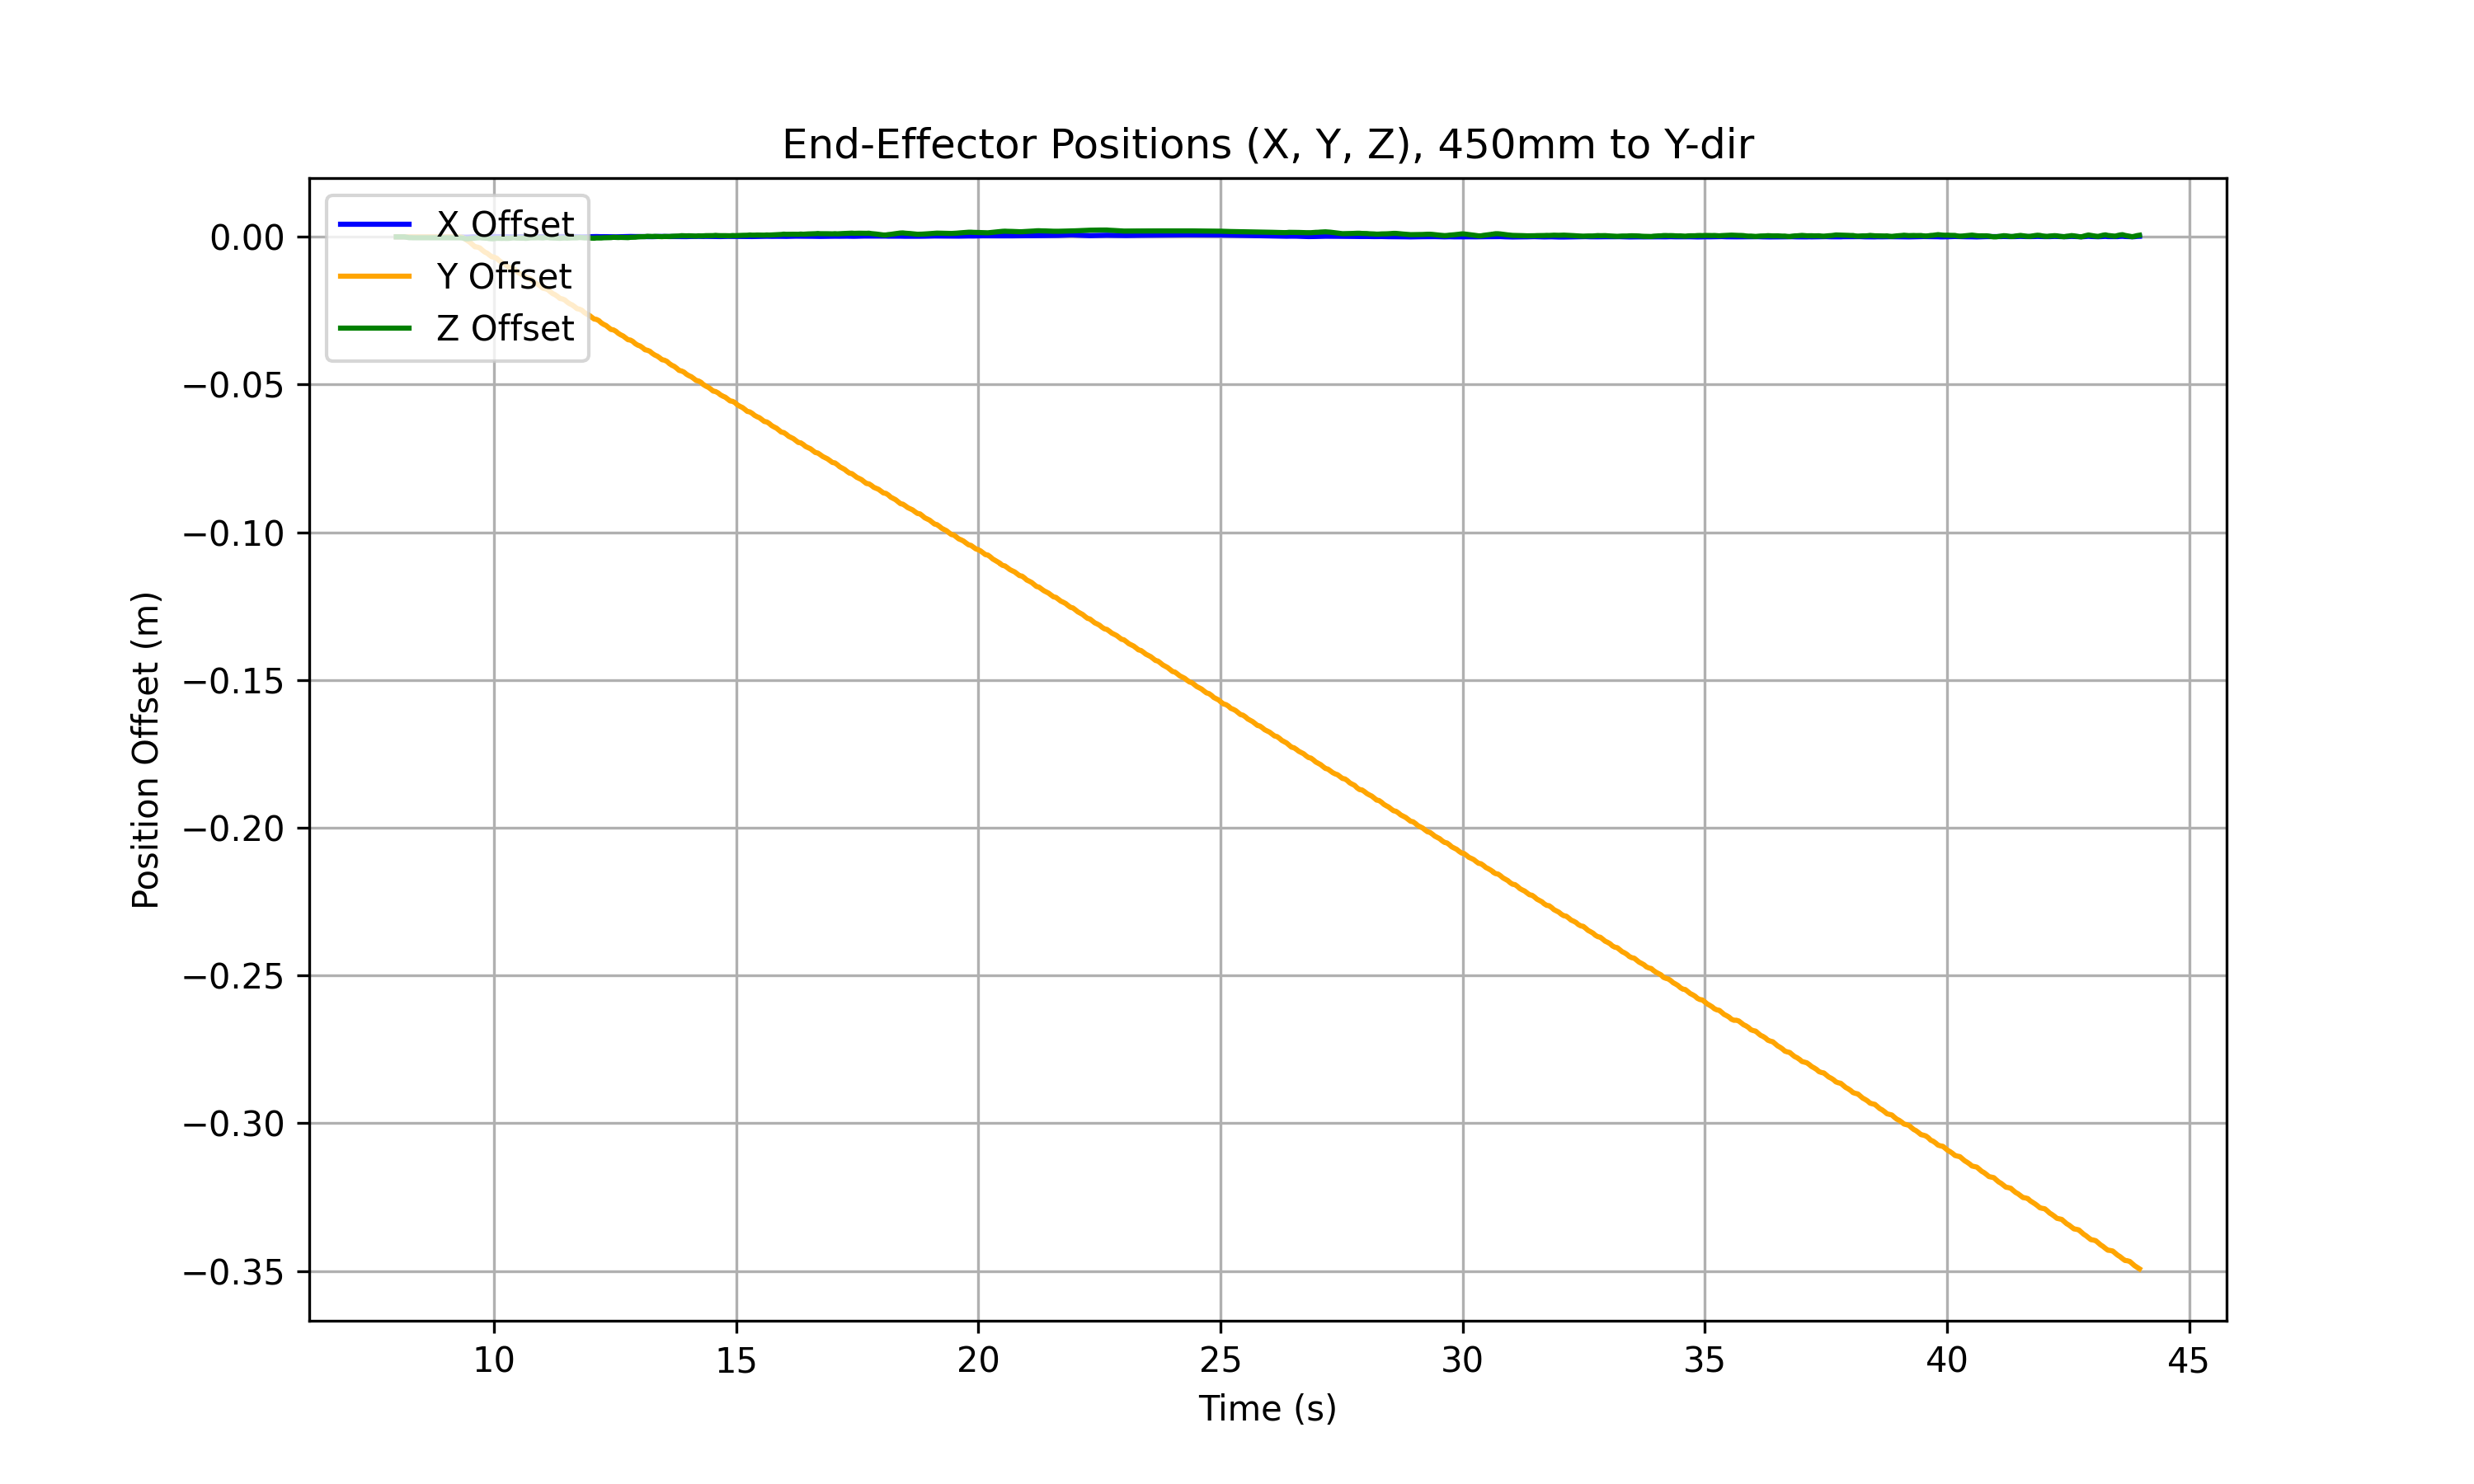 End-Effector Positions (X, Y, Z), 450mm to Y-dir
X Offset
Y Offset
Z Offset
0.00
−0.05
−0.10
−0.15
−0.20
−0.25
−0.30
−0.35
Position Offset (m)
10 15 20 25 30 35 40 45
Time (s)